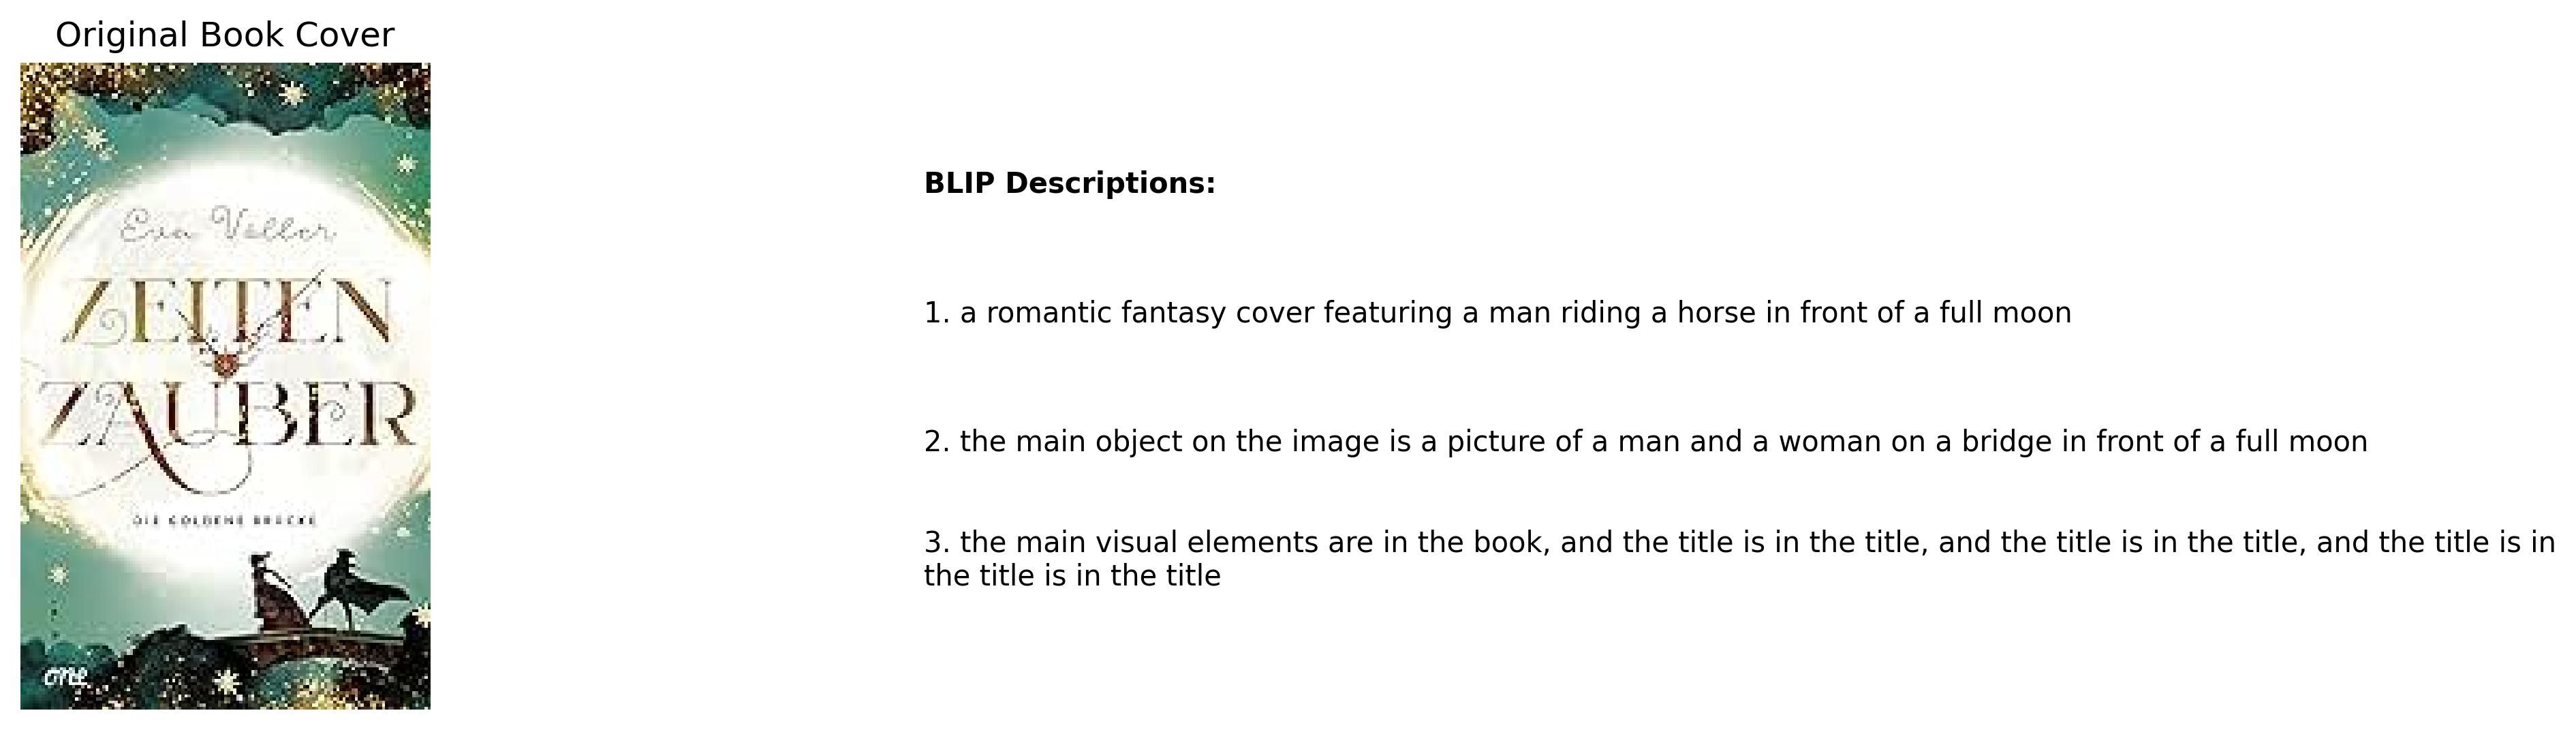 Original Book Cover
Eva Völler
ZEITEN
ZAUBER
DIE GOLDENE BRÜCKE
one
BLIP Descriptions:
1. a romantic fantasy cover featuring a man riding a horse in front of a full moon
2. the main object on the image is a picture of a man and a woman on a bridge in front of a full moon
3. the main visual elements are in the book, and the title is in the title, and the title is in the title, and the title is in
the title is in the title